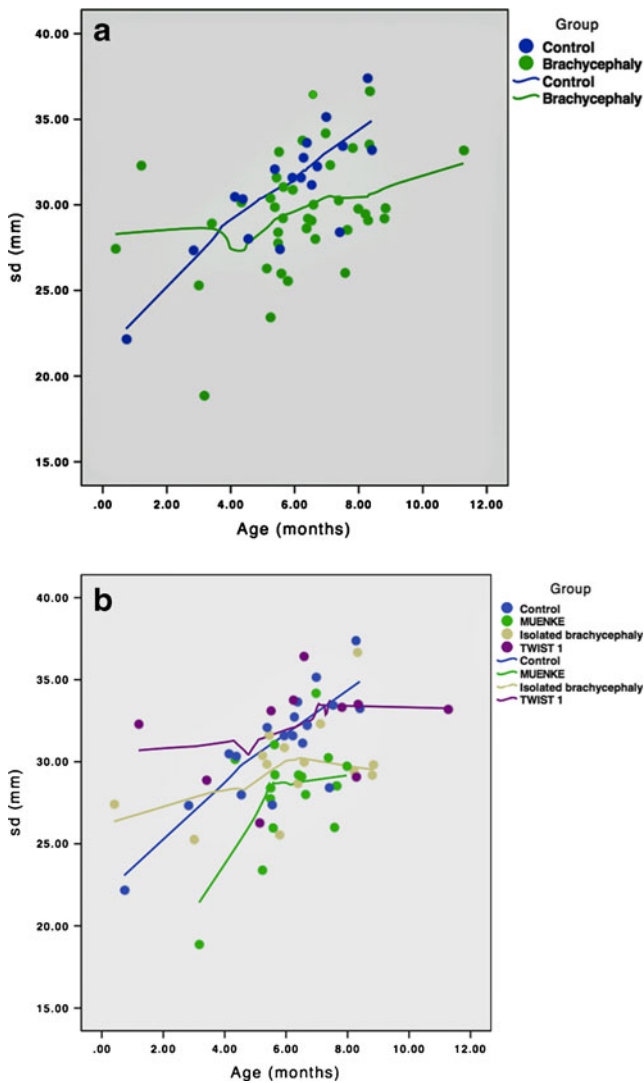 a
Group
Control
Brachycephaly
Control
Brachycephaly
40.00
35.00
30.00
25.00
20.00
15.00
sd (mm)
.00 2.00 4.00 6.00 8.00 10.00 12.00
Age (months)
b
Group
Control
MUENKE
Isolated brachycephaly
TWIST 1
Control
MUENKE
Isolated brachycephaly
TWIST 1
40.00
35.00
30.00
25.00
20.00
15.00
sd (mm)
.00 2.00 4.00 6.00 8.00 10.00 12.00
Age (months)